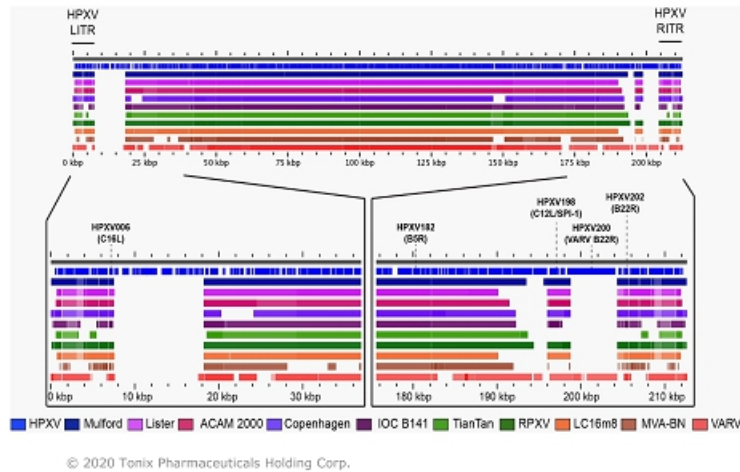 HPXV HPXV
LITR RITR
0 kbp 25 kbp 50 kbp 75 kbp 100 kbp 125 kbp 150 kbp 175 kbp 200 kbp
HPXV006
(C16L)
HPXV182
(B5R)
HPXV198
(C12L/SPI-1)
HPXV200
(VARV B22R)
HPXV202
(B22R)
0 kbp 10 kbp 20 kbp 30 kbp 180 kbp 190 kbp 200 kbp 210 kbp
HPXV Mulford Lister ACAM 2000 Copenhagen IOC B141 TianTan RPXV LC16m8 MVA-BN VARV
© 2020 Tonix Pharmaceuticals Holding Corp.